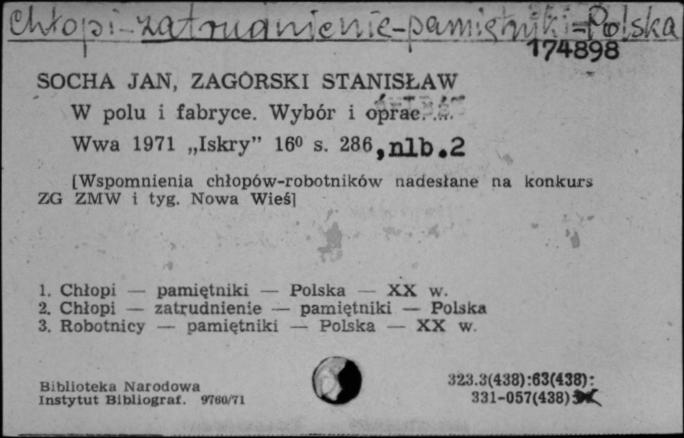 Chłopi-zatrudnienie-pamiętniki-Polska
174898
SOCHA JAN, ZAGÓRSKI STANISŁAW
W polu i fabryce. Wybór i oprac. ...
Wwa 1971 „Iskry” 16⁰ s. 286, nlb.2
[Wspomnienia chłopów-robotników nadesłane na konkurs
ZG ZMW i tyg. Nowa Wieś]
1. Chłopi — pamiętniki — Polska — XX w.
2. Chłopi — zatrudnienie — pamiętniki — Polska
3. Robotnicy — pamiętniki — Polska — XX w.
Biblioteka Narodowa
Instytut Bibliograf. 9760/71
323.3(438):63(438):
331-057(438)